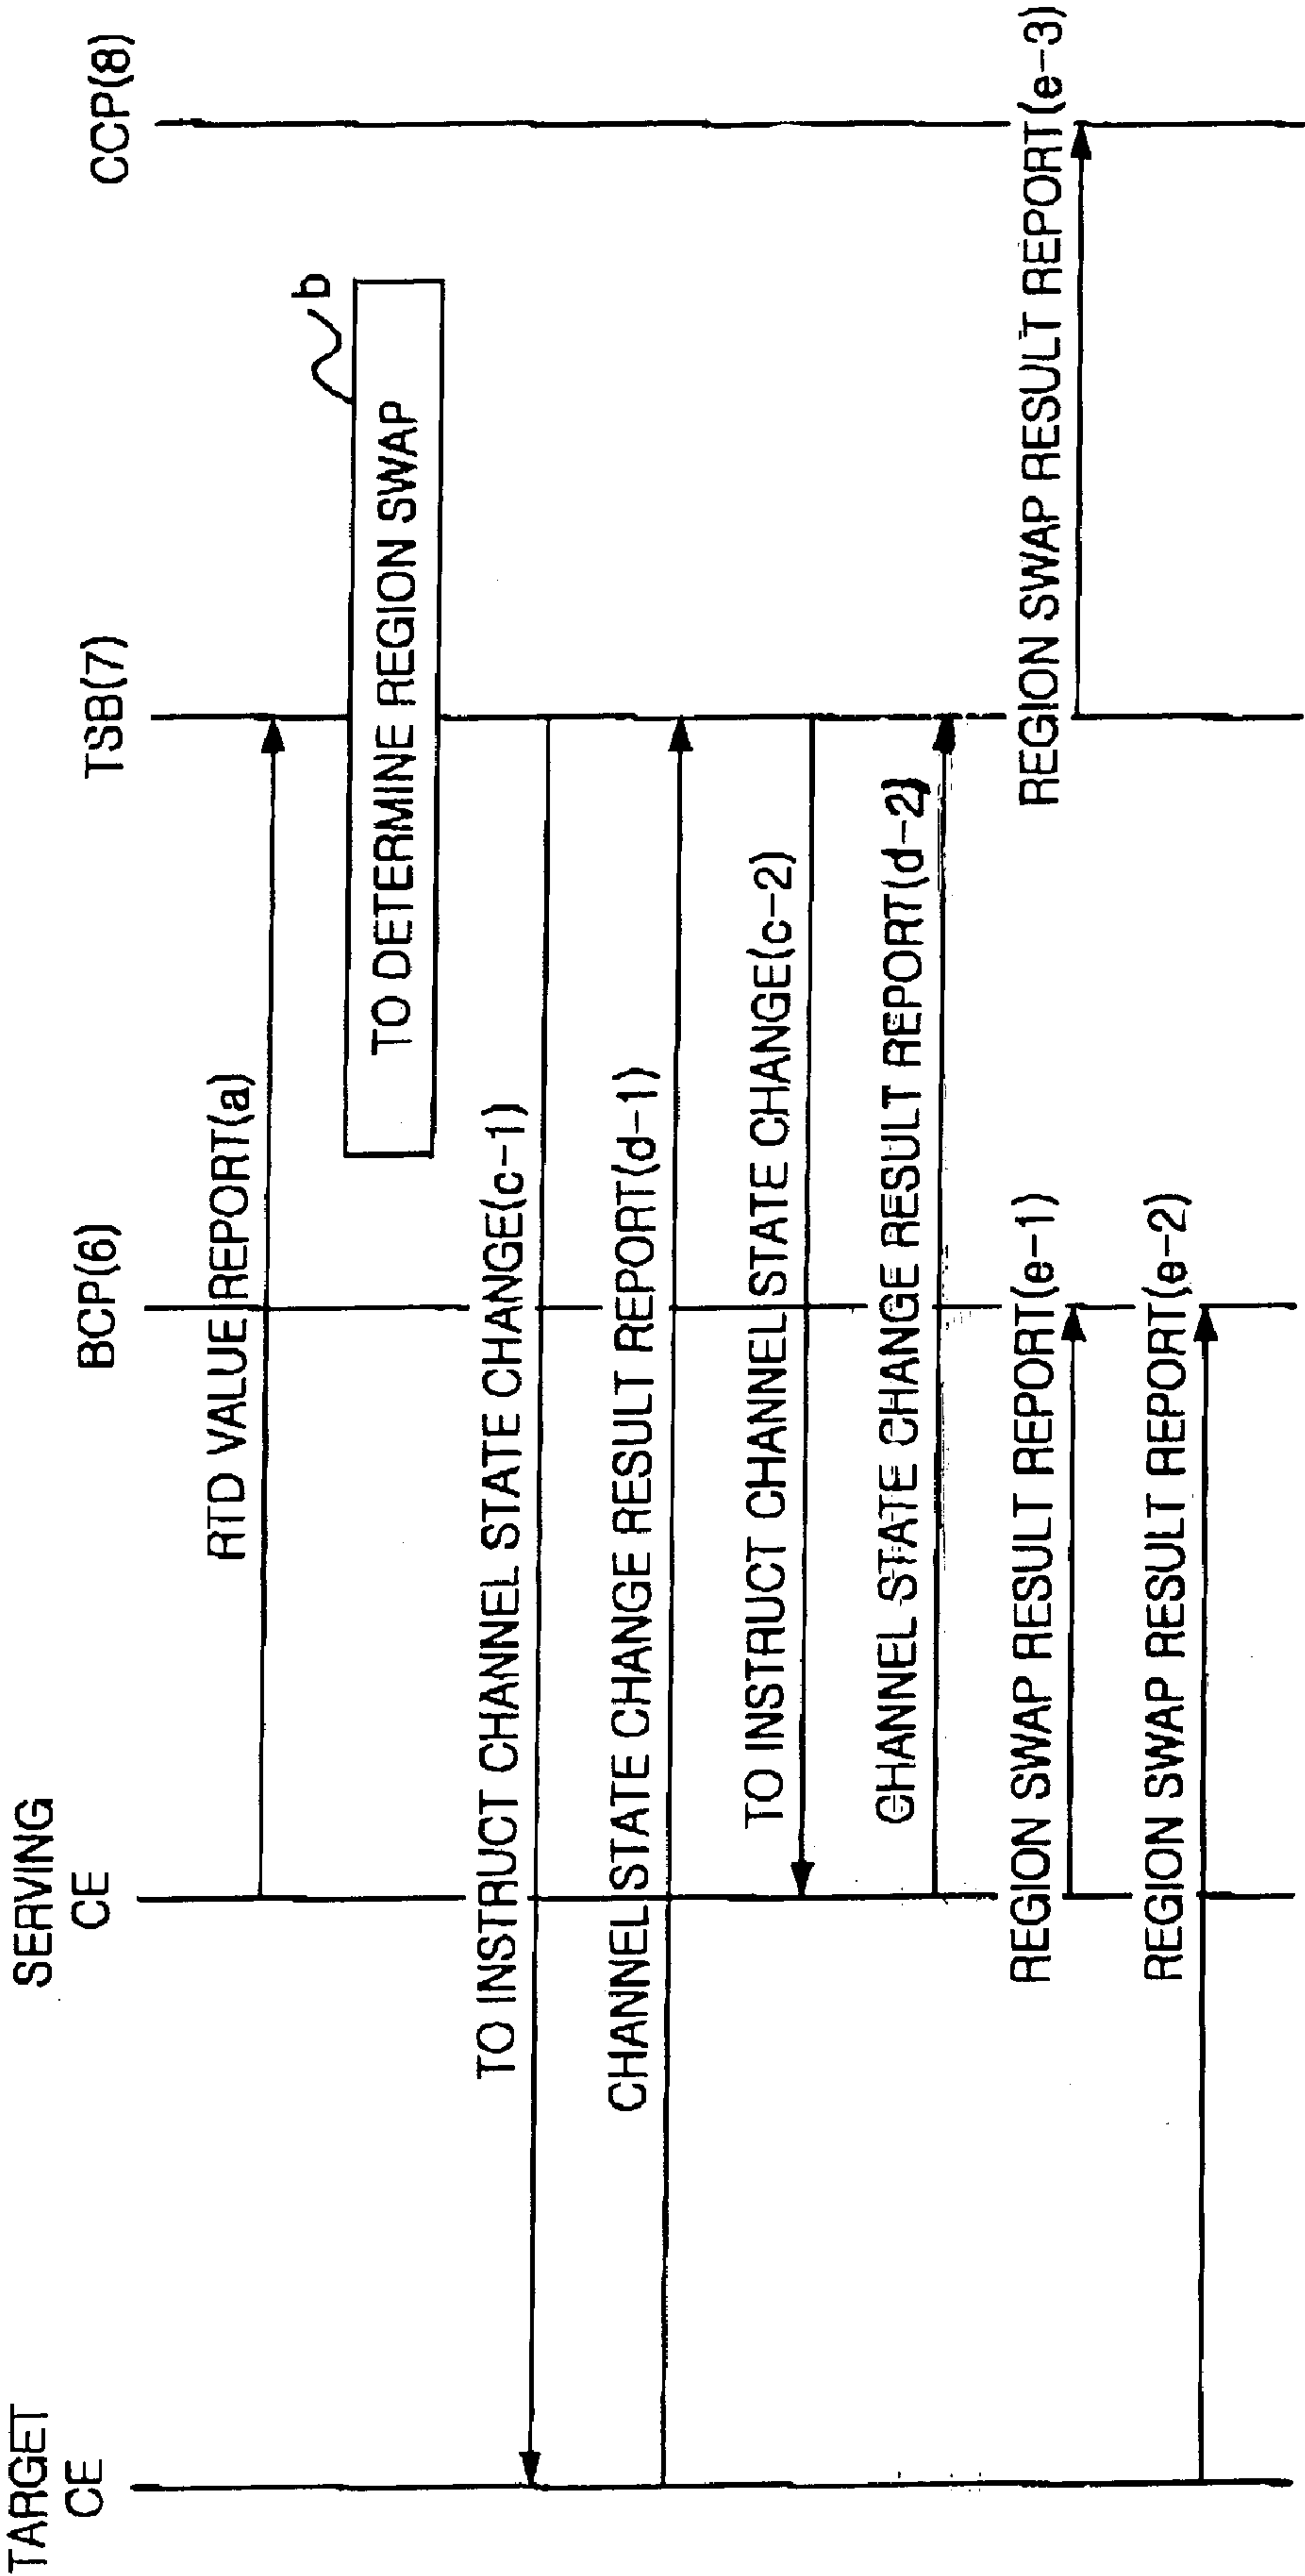 TARGET
CE
SERVING
CE
BCP(6)
TSB(7)
CCP(8)
RTD VALUE REPORT(a)
b
TO DETERMINE REGION SWAP
TO INSTRUCT CHANNEL STATE CHANGE(c-1)
CHANNEL STATE CHANGE RESULT REPORT(d-1)
TO INSTRUCT CHANNEL STATE CHANGE(c-2)
CHANNEL STATE CHANGE RESULT REPORT(d-2)
REGION SWAP RESULT REPORT(e-1)
REGION SWAP RESULT REPORT(e-3)
REGION SWAP RESULT REPORT(e-2)